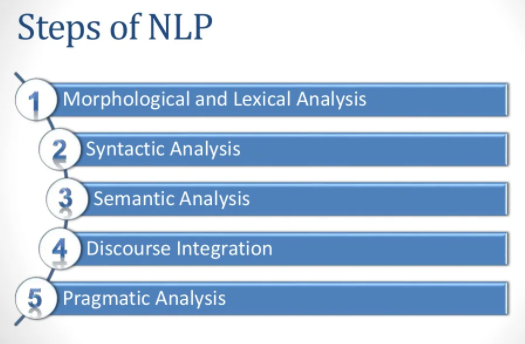 Steps of NLP
1 Morphological and Lexical Analysis
2 Syntactic Analysis
3 Semantic Analysis
4 Discourse Integration
5 Pragmatic Analysis